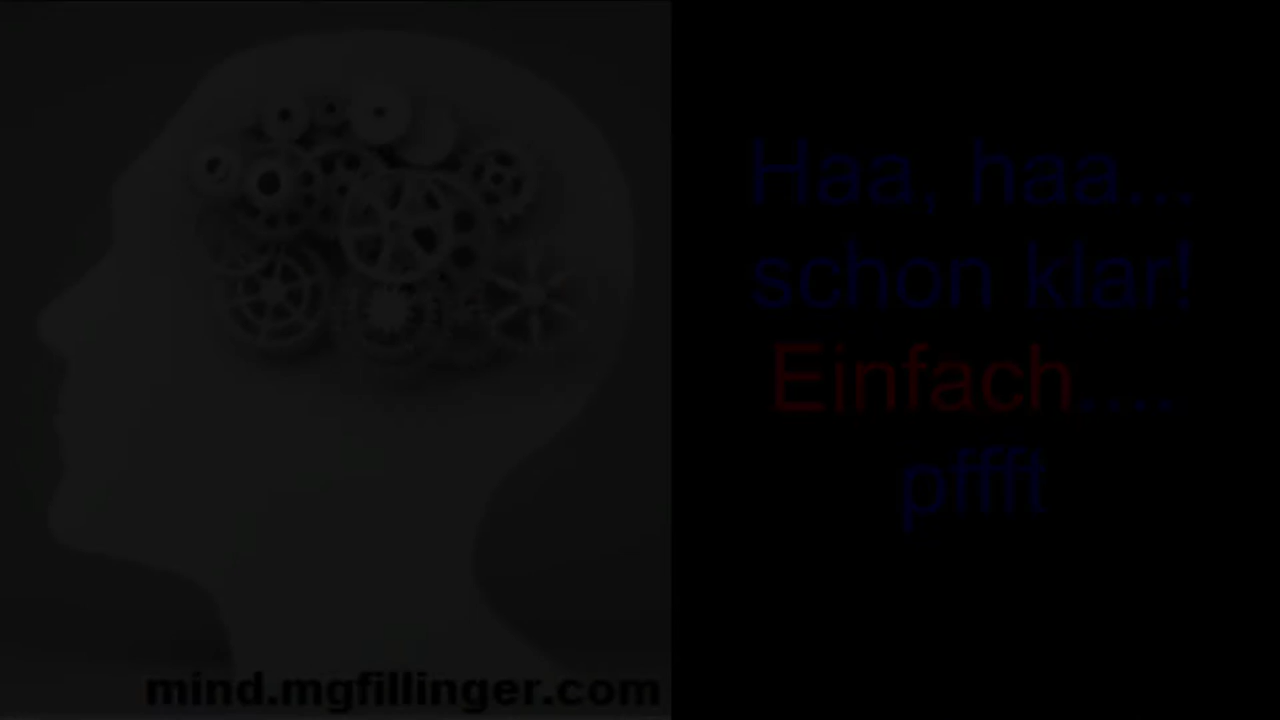 Haa, haa...
schon klar!
Einfach....
pffft
mind.mgfillinger.com